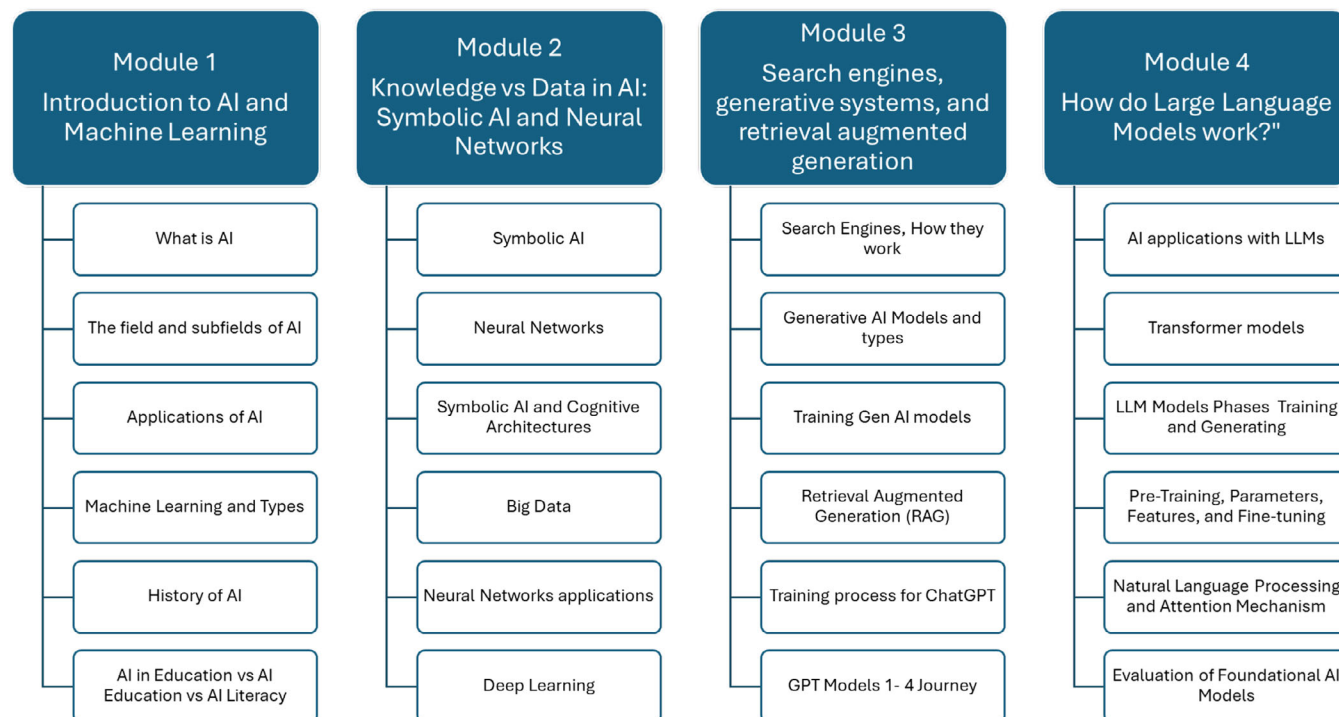 Module 1
Introduction to AI and
Machine Learning
What is AI
The field and subfields of AI
Applications of AI
Machine Learning and Types
History of AI
AI in Education vs AI
Education vs AI Literacy
Module 2
Knowledge vs Data in AI:
Symbolic AI and Neural
Networks
Symbolic AI
Neural Networks
Symbolic AI and Cognitive
Architectures
Big Data
Neural Networks applications
Deep Learning
Module 3
Search engines,
generative systems, and
retrieval augmented
generation
Search Engines, How they
work
Generative AI Models and
types
Training Gen AI models
Retrieval Augmented
Generation (RAG)
Training process for ChatGPT
GPT Models 1- 4 Journey
Module 4
How do Large Language
Models work?"
AI applications with LLMs
Transformer models
LLM Models Phases Training
and Generating
Pre-Training, Parameters,
Features, and Fine-tuning
Natural Language Processing
and Attention Mechanism
Evaluation of Foundational AI
Models